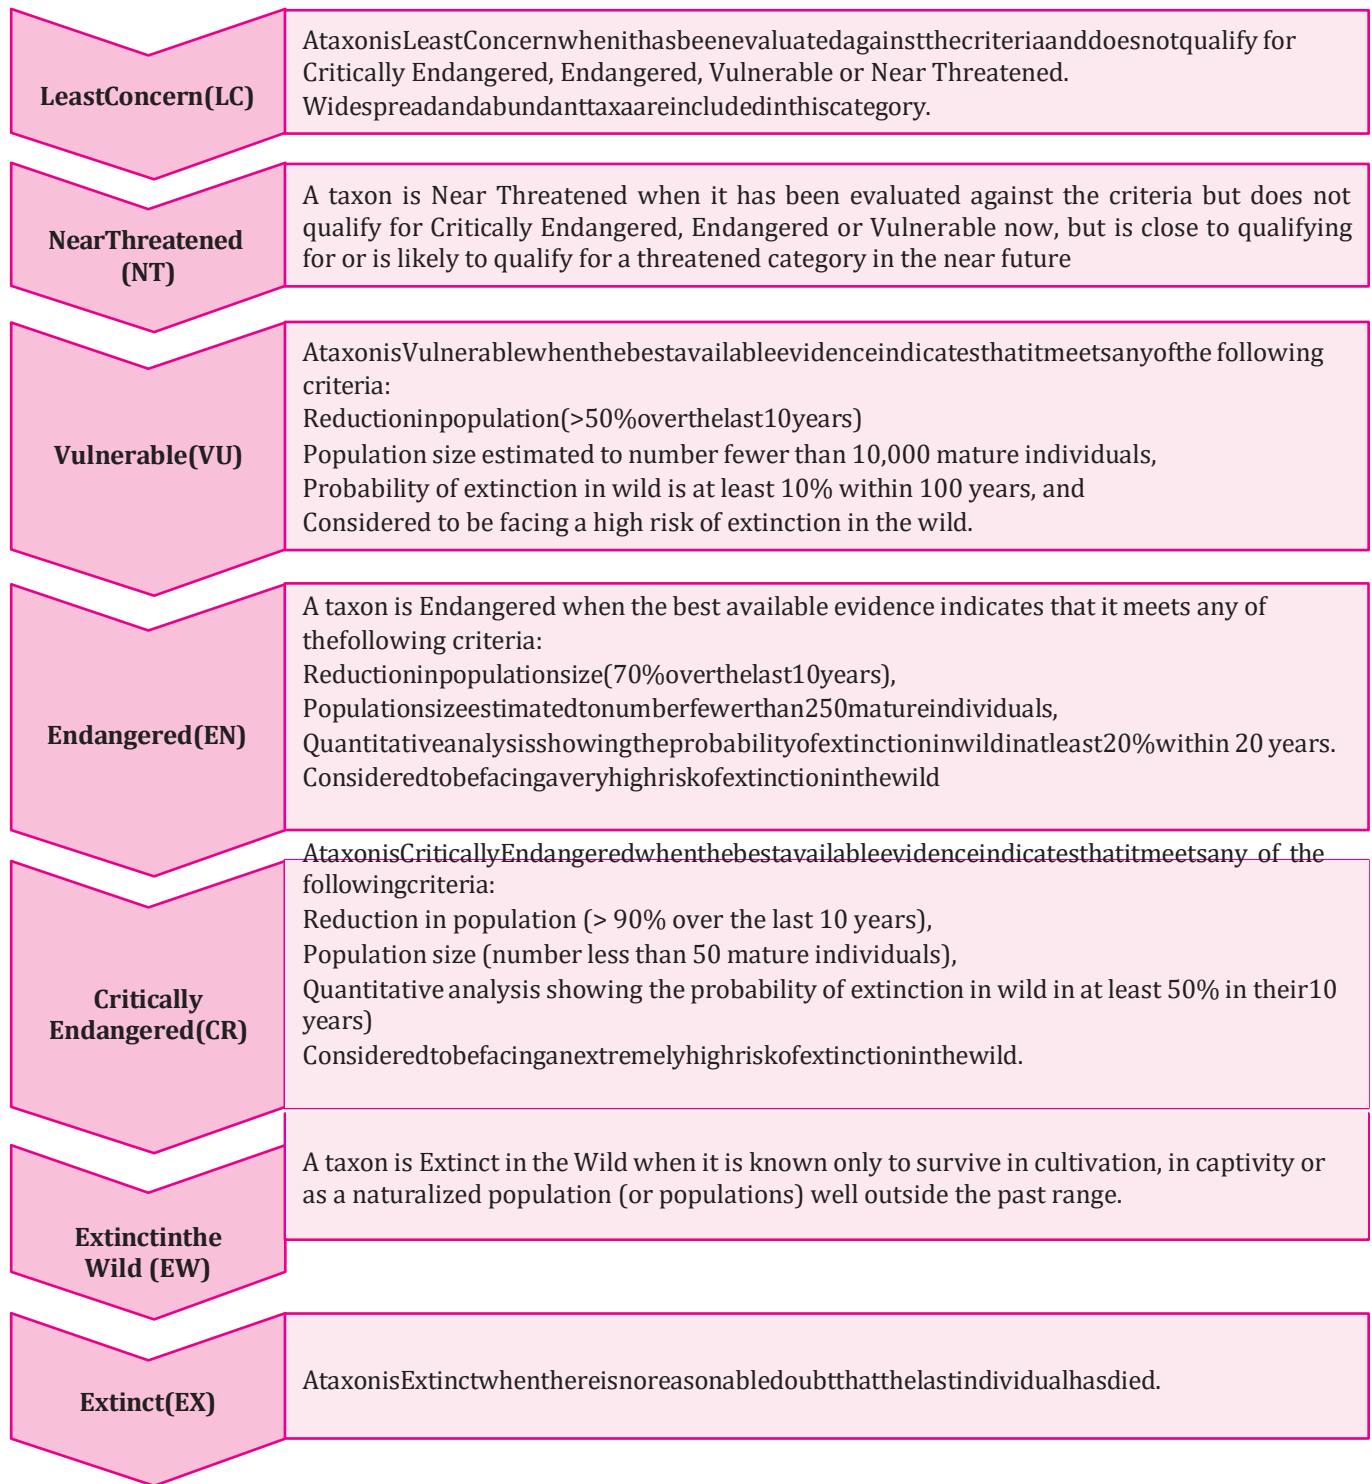 LeastConcern(LC)
AtaxonisLeastConcernwhenithasbeenevaluatedagainstthecriteriaanddoesnotqualify for
Critically Endangered, Endangered, Vulnerable or Near Threatened.
Widespreadandabundanttaxaareincludedinthiscategory.
NearThreatened
(NT)
A taxon is Near Threatened when it has been evaluated against the criteria but does not
qualify for Critically Endangered, Endangered or Vulnerable now, but is close to qualifying
for or is likely to qualify for a threatened category in the near future
Vulnerable(VU)
AtaxonisVulnerablewhenthebestavailableevidenceindicatesthatitmeetsanyofthe following
criteria:
Reductioninpopulation(>50%overthelast10years)
Population size estimated to number fewer than 10,000 mature individuals,
Probability of extinction in wild is at least 10% within 100 years, and
Considered to be facing a high risk of extinction in the wild.
Endangered(EN)
A taxon is Endangered when the best available evidence indicates that it meets any of
thefollowing criteria:
Reductioninpopulationsize(70%overthelast10years),
Populationsizeestimatedtonumberfewerthan250matureindividuals,
Quantitativeanalysisshowingtheprobabilityofextinctioninwildinatleast20%within 20 years.
Consideredtobefacingaveryhighriskofextinctioninthewild
Critically
Endangered(CR)
AtaxonisCriticallyEndangeredwhenthebestavailableevidenceindicatesthatitmeetsany of the
followingcriteria:
Reduction in population (> 90% over the last 10 years),
Population size (number less than 50 mature individuals),
Quantitative analysis showing the probability of extinction in wild in at least 50% in their10
years)
Consideredtobefacinganextremelyhighriskofextinctioninthewild.
Extinctinthe
Wild (EW)
A taxon is Extinct in the Wild when it is known only to survive in cultivation, in captivity or
as a naturalized population (or populations) well outside the past range.
Extinct(EX)
AtaxonisExtinctwhenthereisnoreasonabledoubtthatthelastindividualhasdied.